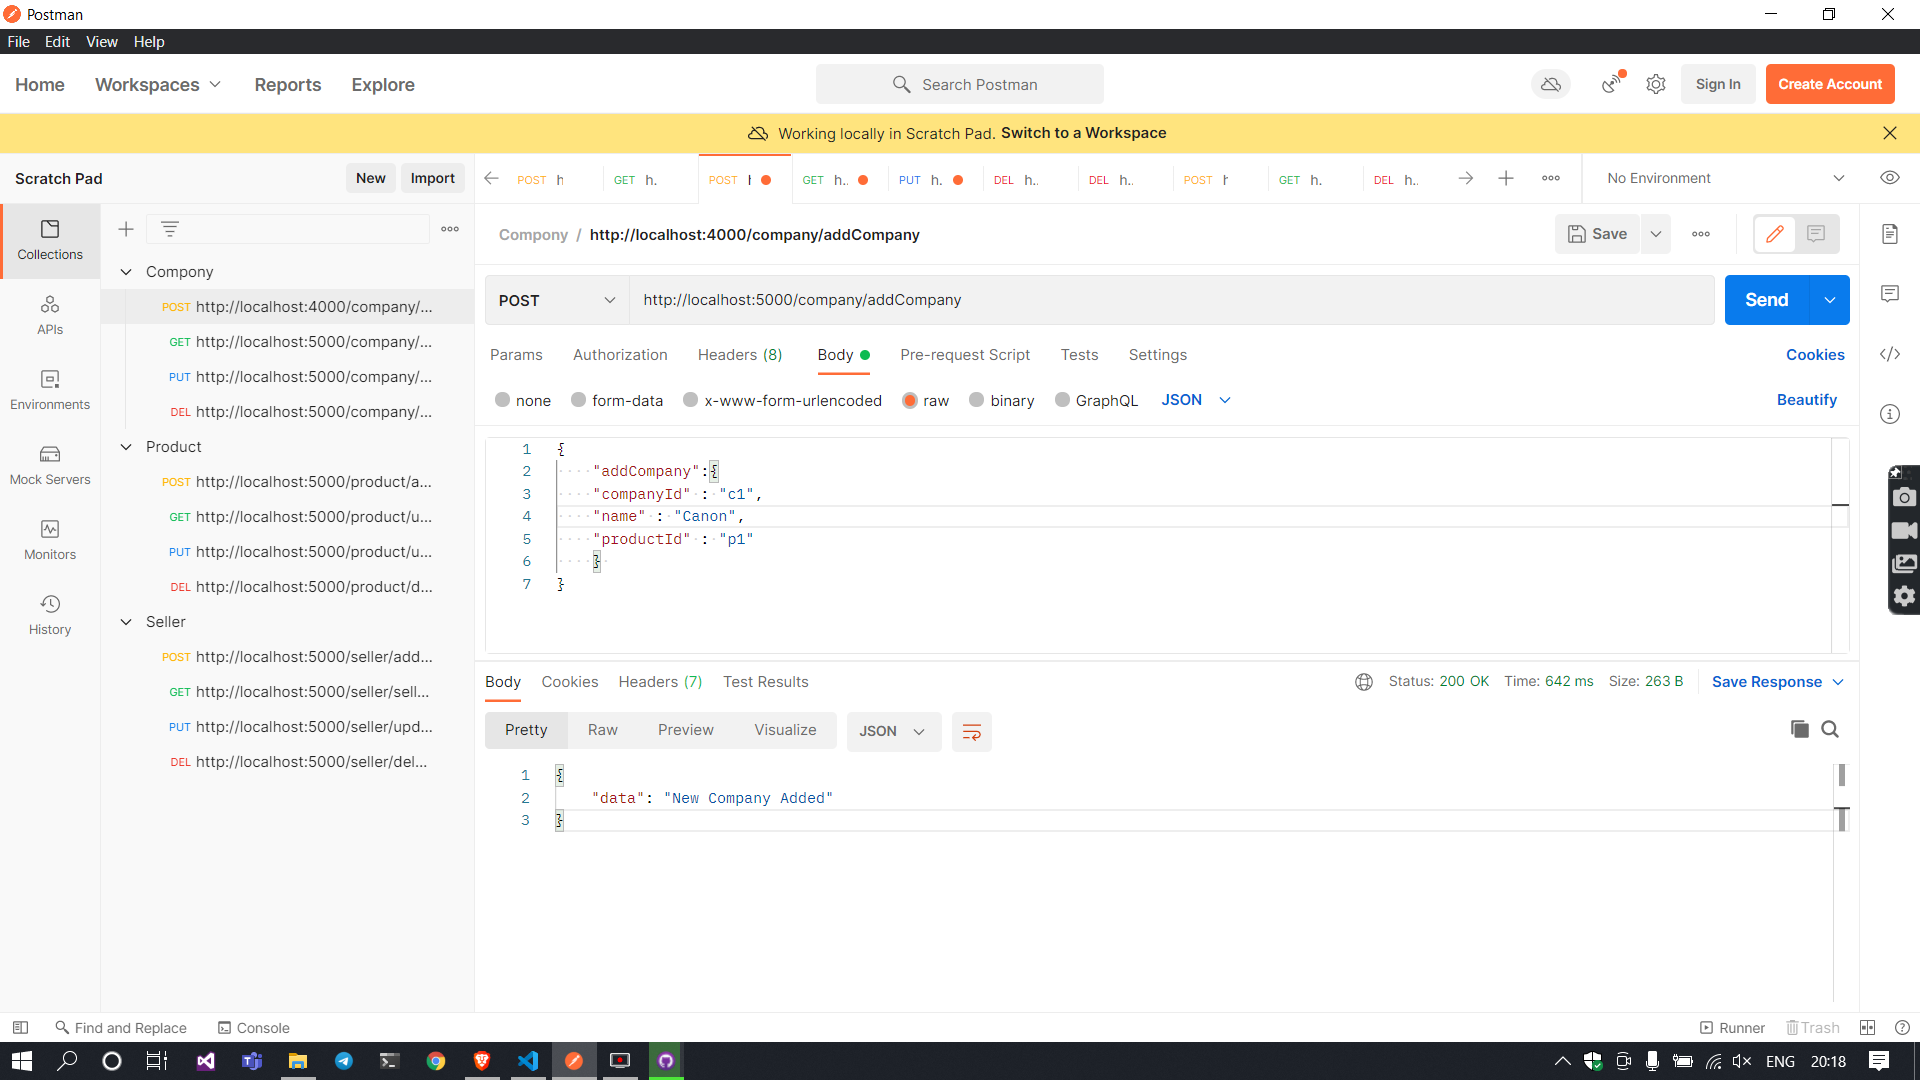 Postman
File Edit View Help
Home Workspaces Reports Explore
Search Postman
Sign In
Create Account
Working locally in Scratch Pad. Switch to a Workspace
Scratch Pad
New
Import
POST
GET h.
POST
GET h..
PUT h.
DEL h..
DEL h..
POST
GET h.
DEL h..
No Environment
Collections
APIs
Environments
Mock Servers
Monitors
History
Compony
POST http://localhost:4000/company/...
GET http://localhost:5000/company/...
PUT http://localhost:5000/company/...
DEL http://localhost:5000/company/...
Product
POST http://localhost:5000/product/a...
GET http://localhost:5000/product/u...
PUT http://localhost:5000/product/u...
DEL http://localhost:5000/product/d...
Seller
POST http://localhost:5000/seller/add...
GET http://localhost:5000/seller/sell...
PUT http://localhost:5000/seller/upd...
DEL http://localhost:5000/seller/del...
Compony / http://localhost:4000/company/addCompany
Save
POST http://localhost:5000/company/addCompany
Send
Params Authorization Headers (8) Body Pre-request Script Tests Settings
Cookies
none form-data x-www-form-urlencoded raw binary GraphQL JSON
Beautify
1 {
2 "addCompany":{
3 "companyId" : "c1",
4 "name" : "Canon",
5 "productId" : "p1"
6 }
7 }
Body Cookies Headers (7) Test Results
Status: 200 OK Time: 642 ms Size: 263 B Save Response
Pretty Raw Preview Visualize JSON
1 {
2 "data": "New Company Added"
3 }
Find and Replace Console
Runner Trash
ENG 20:18